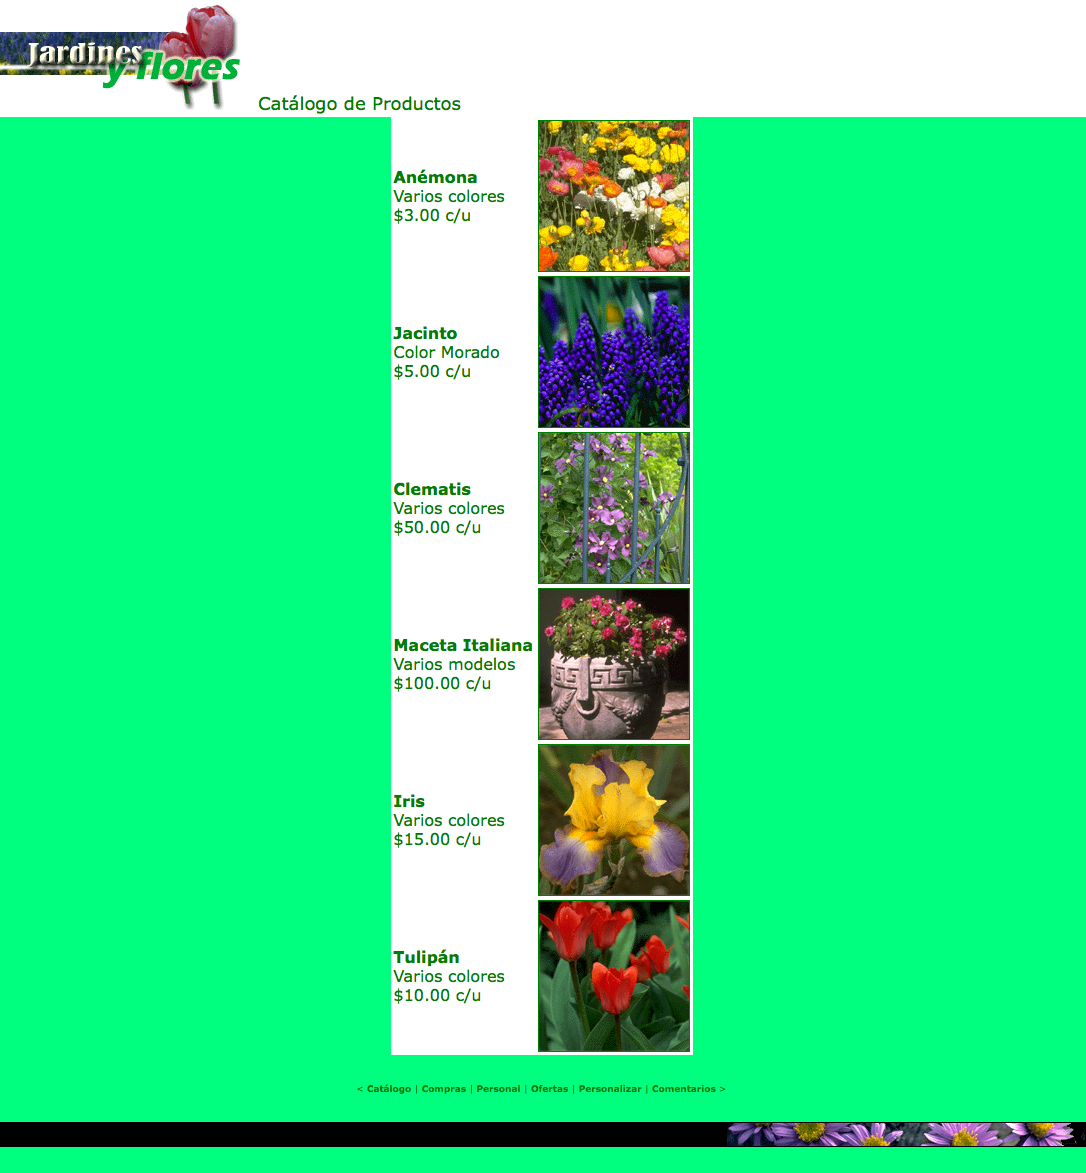 Jardines
y flores
Catálogo de Productos
Anémona
Varios colores
$3.00 c/u
Jacinto
Color Morado
$5.00 c/u
Clematis
Varios colores
$50.00 c/u
Maceta Italiana
Varios modelos
$100.00 c/u
Iris
Varios colores
$15.00 c/u
Tulipán
Varios colores
$10.00 c/u
< Catálogo | Compras | Personal | Ofertas | Personalizar | Comentarios >